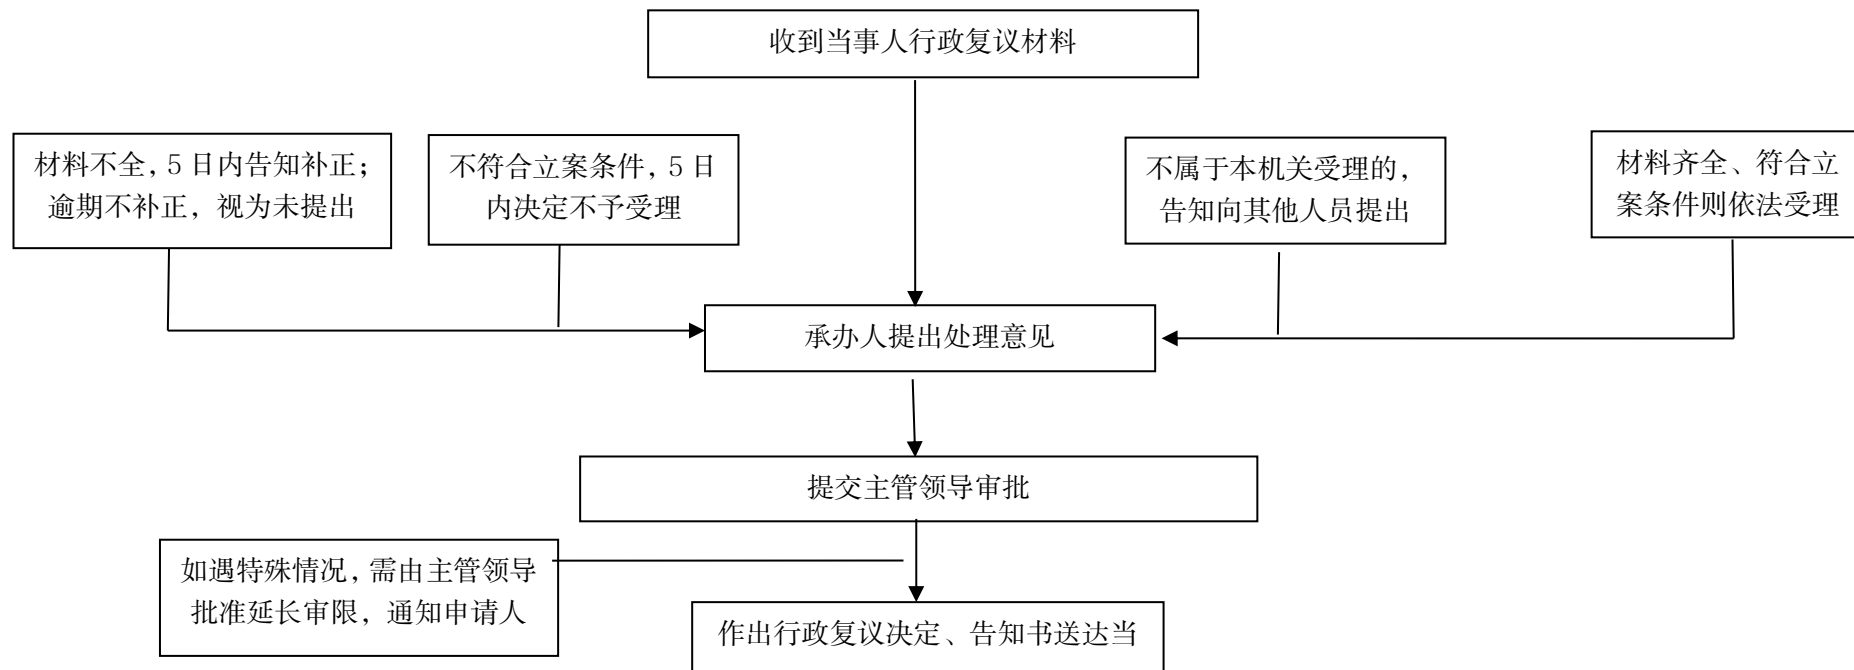 收到当事人行政复议材料
材料不全，5 日内告知补正；
逾期不补正，视为未提出
不符合立案条件，5 日
内决定不予受理
不属于本机关受理的，
告知向其他人员提出
材料齐全、符合立
案条件则依法受理
承办人提出处理意见
提交主管领导审批
如遇特殊情况，需由主管领导
批准延长审限，通知申请人
作出行政复议决定、告知书送达当